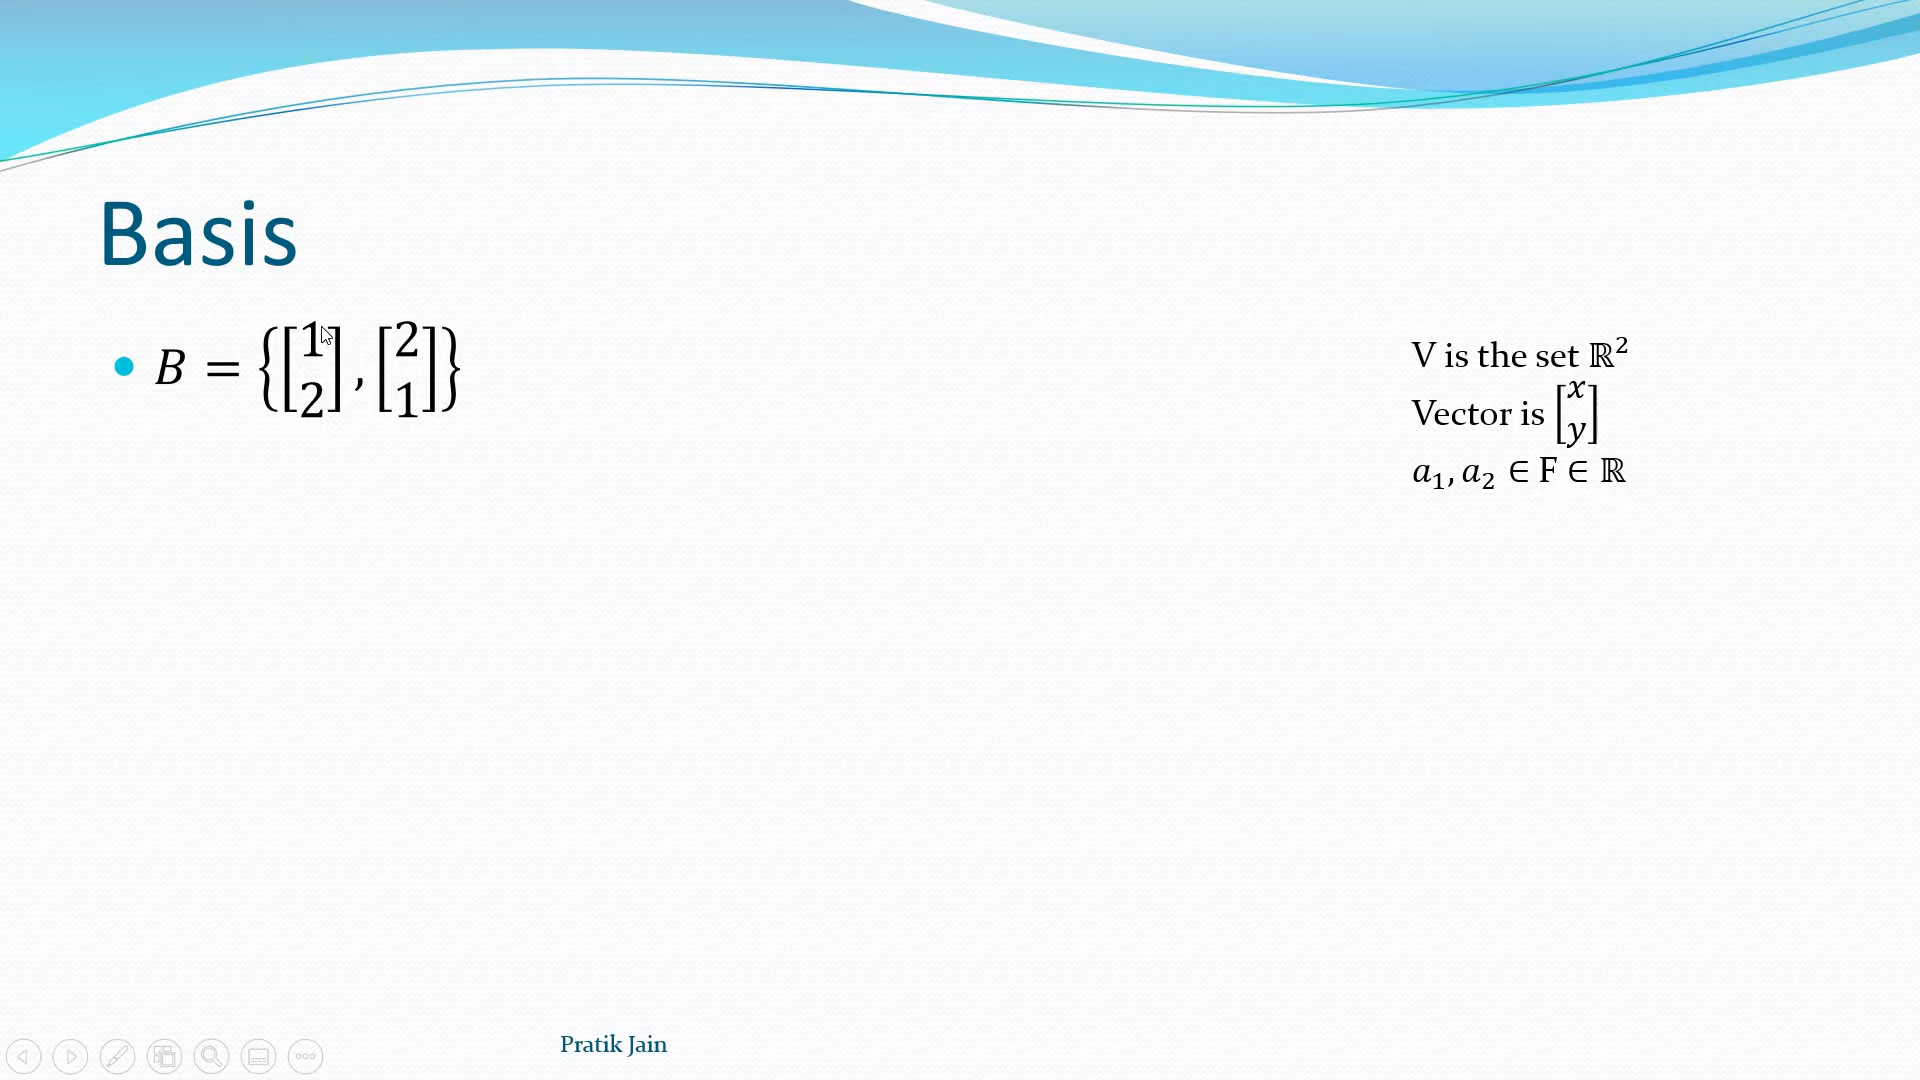 Basis
• B = {[1 2], [2 1]}
V is the set ℝ²
Vector is [x y]
a₁, a₂ ∈ F ∈ ℝ
Pratik Jain